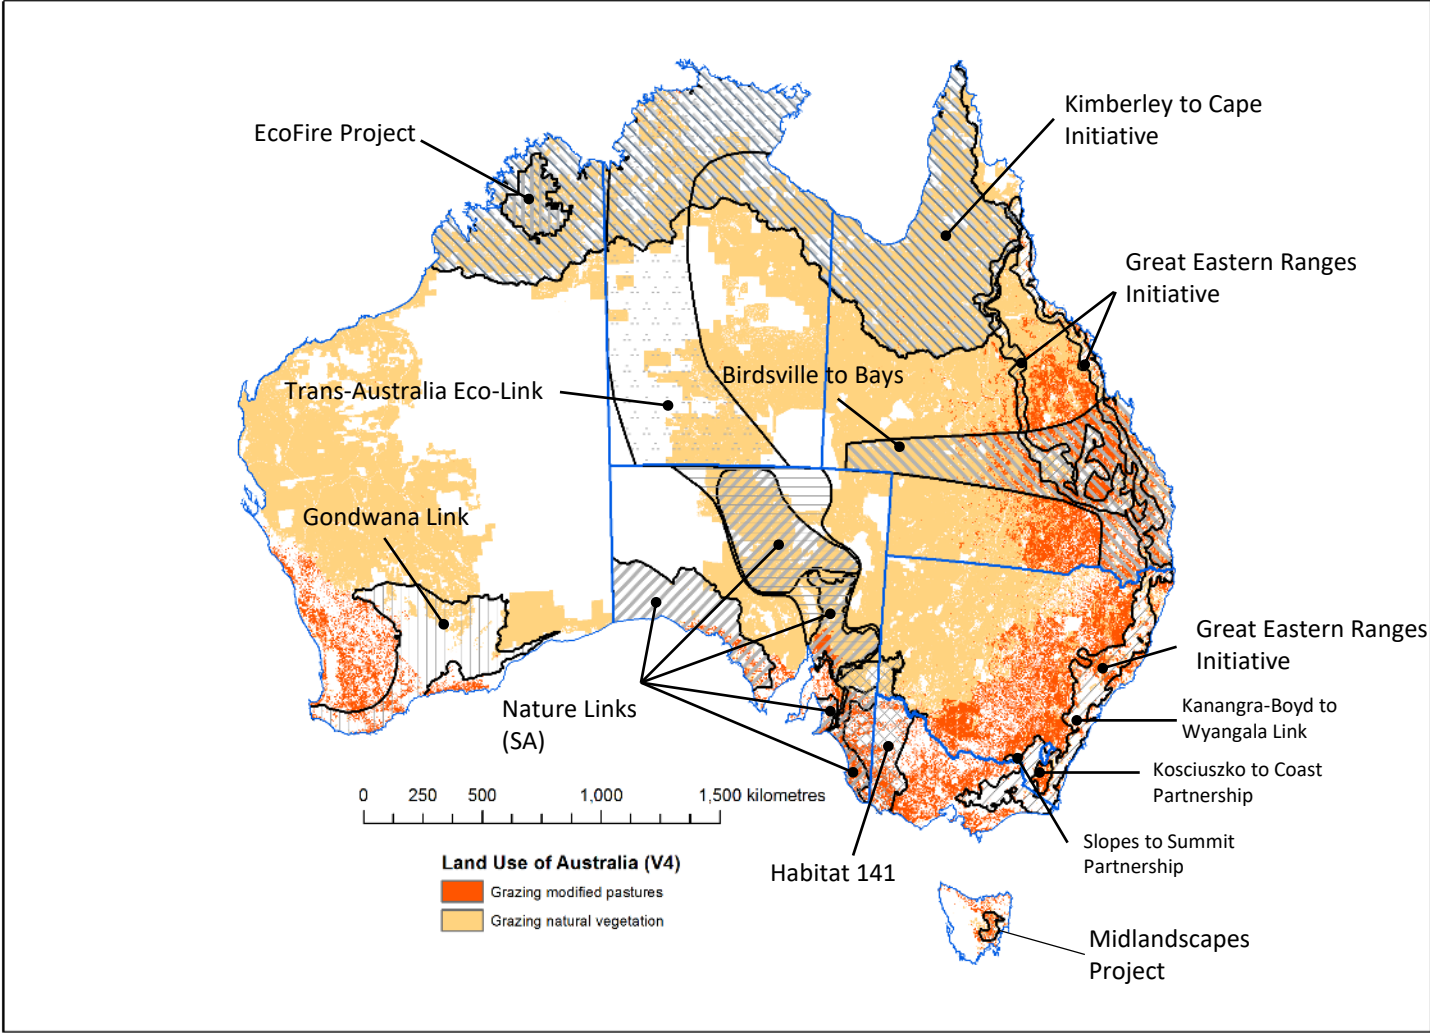 EcoFire Project
Kimberley to Cape
Initiative
Great Eastern Ranges
Initiative
Trans-Australia Eco-Link
Birdsville to Bays
Gondwana Link
Great Eastern Ranges
Initiative
Nature Links
(SA)
Kanangra-Boyd to
Wyangala Link
Kosciuszko to Coast
Partnership
0 250 500 1,000 1,500 kilometres
Slopes to Summit
Partnership
Habitat 141
Land Use of Australia (V4)
Grazing modified pastures
Grazing natural vegetation
Midlandscapes
Project